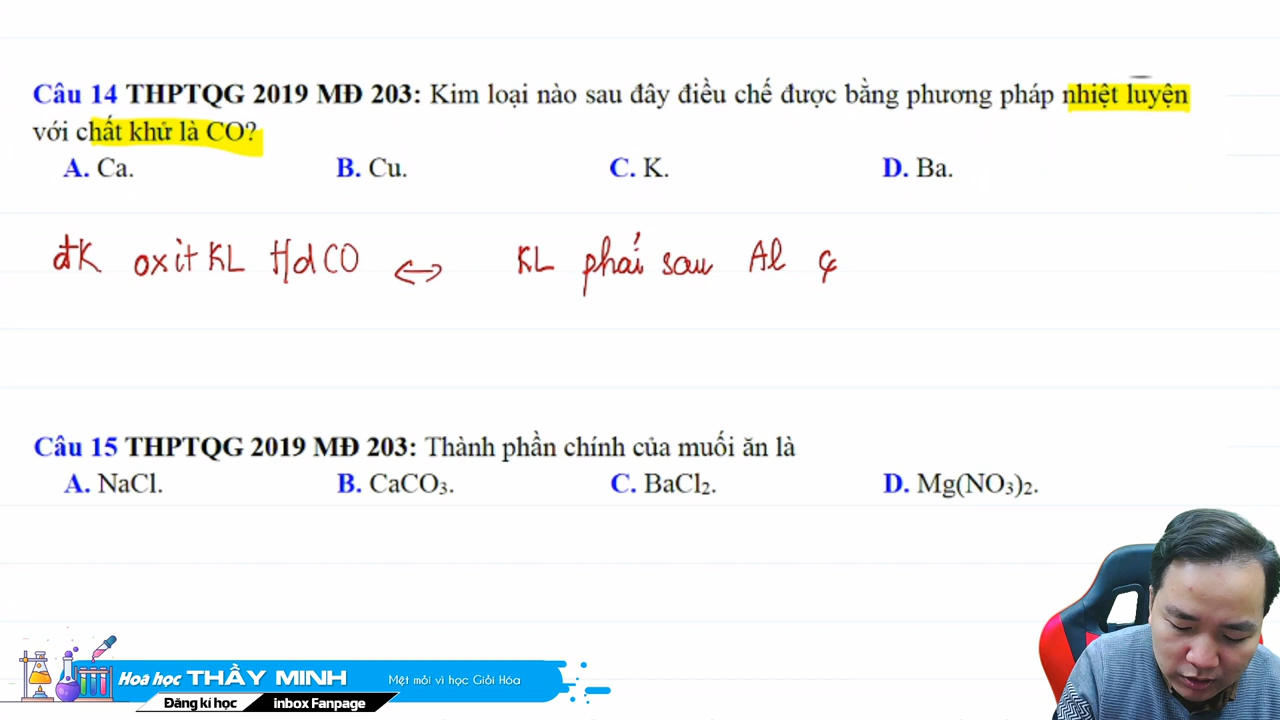 Câu 14 THPTQG 2019 MĐ 203: Kim loại nào sau đây điều chế được bằng phương pháp nhiệt luyện
với chất khử là CO?
A. Ca. B. Cu. C. K. D. Ba.
đK oxit KL td CO <=> KL phải sau Al
Câu 15 THPTQG 2019 MĐ 203: Thành phần chính của muối ăn là
A. NaCl. B. CaCO₃. C. BaCl₂. D. Mg(NO₃)₂.
Hoá học THẦY MINH
Mệt mỏi vì học Giỏi Hóa
Đăng kí học inbox Fanpage